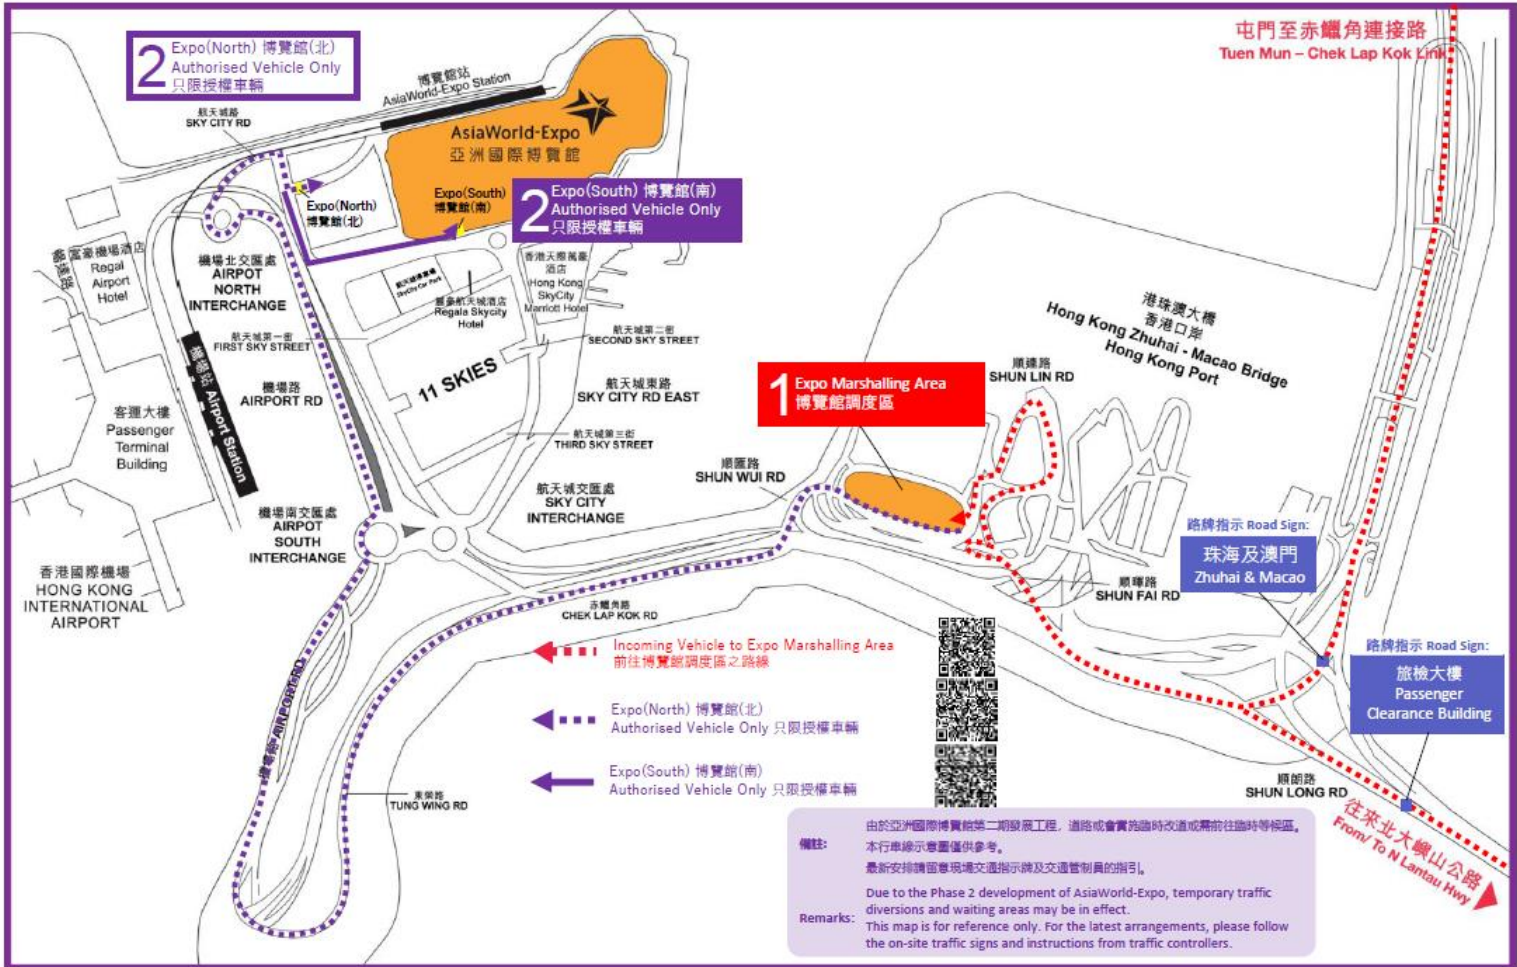 屯門至赤鱲角連接路
Tuen Mun – Chek Lap Kok Link
2
Expo(North) 博覽館(北)
Authorised Vehicle Only
只限授權車輛
博覽館站
AsiaWorld-Expo Station
航天城路
SKY CITY RD
AsiaWorld-Expo
亞洲國際博覽館
Expo(South)
博覽館(南)
2
Expo(South) 博覽館(南)
Authorised Vehicle Only
只限授權車輛
Expo(North)
博覽館(北)
暢達路
富豪機場酒店
Regal
Airport
Hotel
機場北交匯處
AIRPOT
NORTH
INTERCHANGE
航天城停車場
SkyCity Car Park
麗豪航天城酒店
Regala Skycity
Hotel
香港天際萬豪
酒店
Hong Kong
SkyCity
Marriott Hotel
航天城第一街
FIRST SKY STREET
航天城第二街
SECOND SKY STREET
11 SKIES
機場站 Airport Station
機場路
AIRPORT RD
航天城東路
SKY CITY RD EAST
客運大樓
Passenger
Terminal
Building
航天城第三街
THIRD SKY STREET
港珠澳大橋
香港口岸
Hong Kong Zhuhai - Macao Bridge
Hong Kong Port
1
Expo Marshalling Area
博覽館調度區
順連路
SHUN LIN RD
順匯路
SHUN WUI RD
航天城交匯處
SKY CITY
INTERCHANGE
機場南交匯處
AIRPOT
SOUTH
INTERCHANGE
香港國際機場
HONG KONG
INTERNATIONAL
AIRPORT
路牌指示 Road Sign:
珠海及澳門
Zhuhai & Macao
順暉路
SHUN FAI RD
赤鱲角路
CHEK LAP KOK RD
路牌指示 Road Sign:
旅檢大樓
Passenger
Clearance Building
機場路 AIRPORT RD
東榮路
TUNG WING RD
Incoming Vehicle to Expo Marshalling Area
前往博覽館調度區之路線
Expo(North) 博覽館(北)
Authorised Vehicle Only 只限授權車輛
Expo(South) 博覽館(南)
Authorised Vehicle Only 只限授權車輛
順朗路
SHUN LONG RD
往來北大嶼山公路
From/ To N Lantau Hwy
備註:
由於亞洲國際博覽館第二期發展工程，道路或會實施臨時改道或需前往臨時等候區。
本行車線示意圖僅供參考。
最新安排請留意現場交通指示牌及交通管制員的指引。
Remarks:
Due to the Phase 2 development of AsiaWorld-Expo, temporary traffic
diversions and waiting areas may be in effect.
This map is for reference only. For the latest arrangements, please follow
the on-site traffic signs and instructions from traffic controllers.